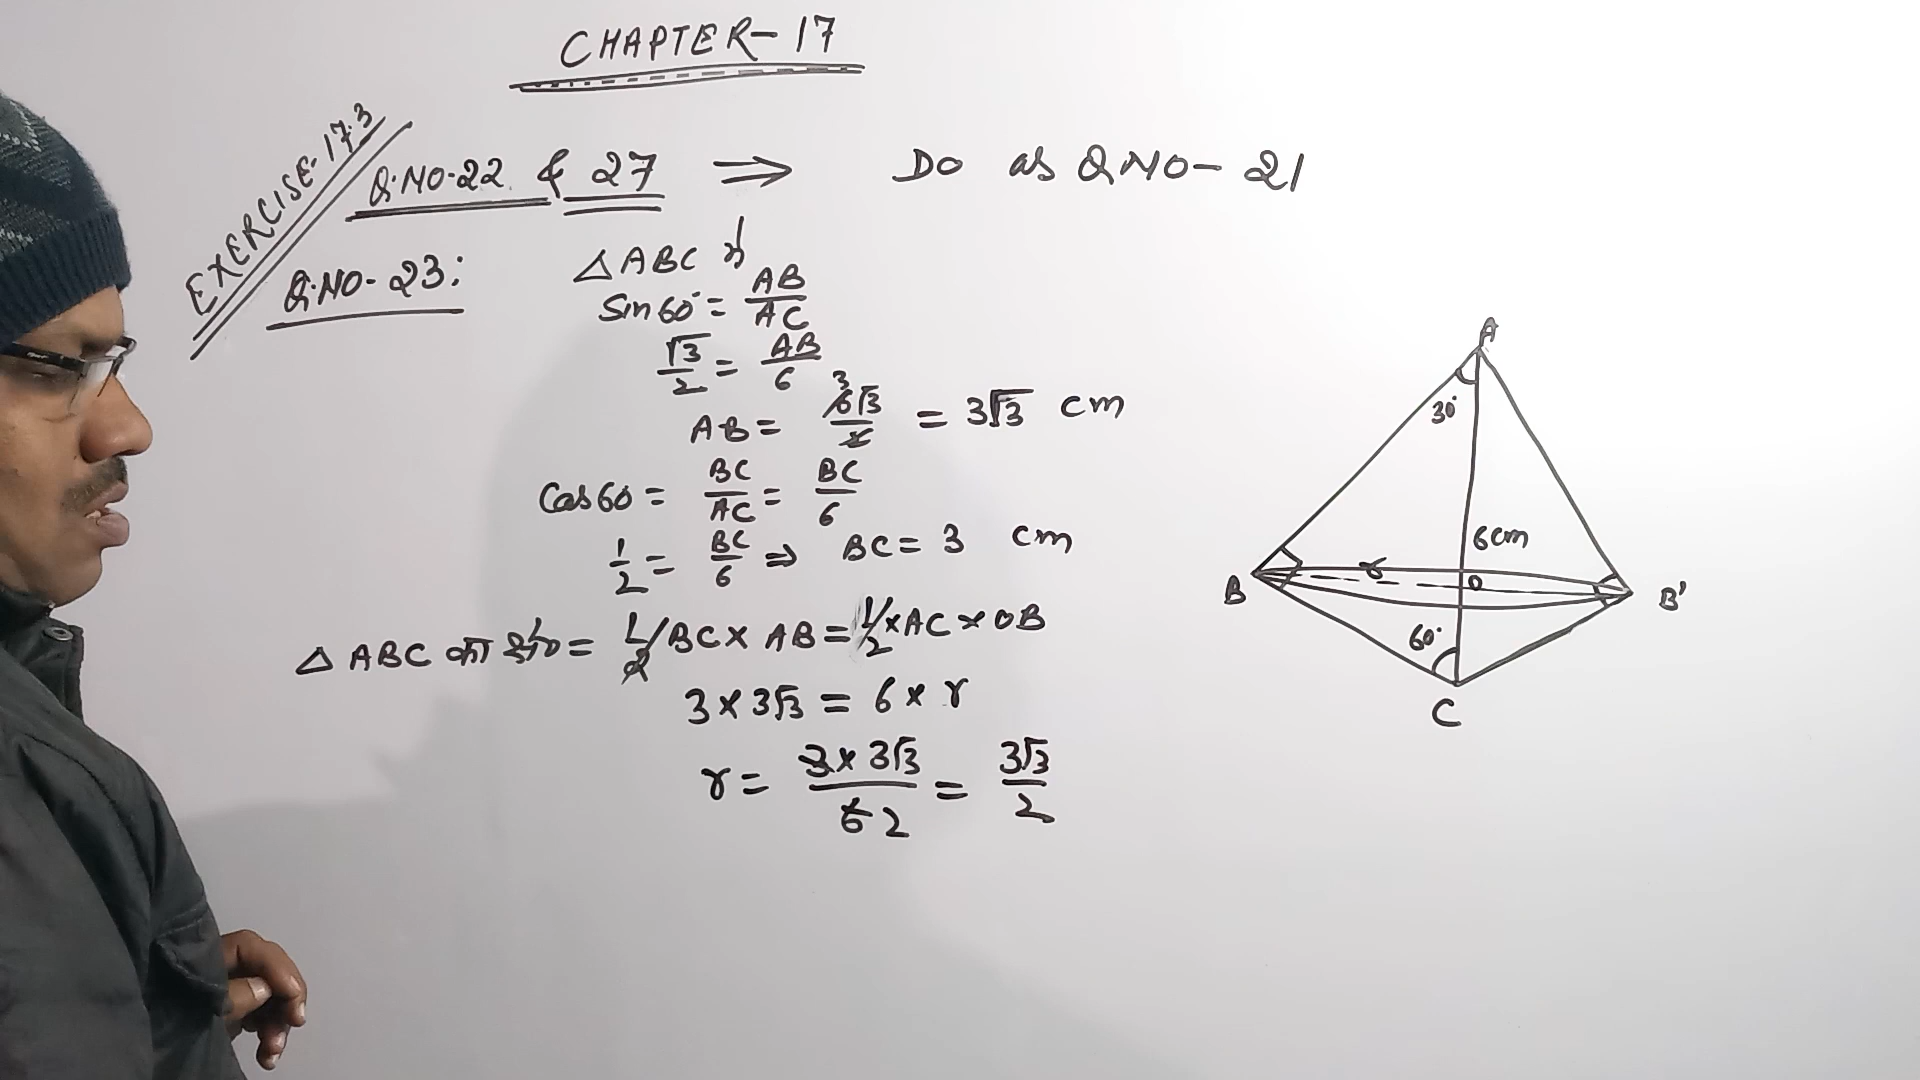 CHAPTER-17
EXERCISE-17.3
Q.NO-22 & 27 ⇒ Do as Q NO-21
Q.NO-23:
△ABC में
Sin60° = AB/AC
√3/2 = AB/6
AB = 6√3/2 = 3√3 cm
Cos60 = BC/AC = BC/6
1/2 = BC/6 ⇒ BC = 3 cm
△ABC का क्षे० = 1/2 BC × AB = 1/2 × AC × OB
3 × 3√3 = 6 × r
r = 3 × 3√3/6 2 = 3√3/2
A
30°
6cm
B
r
O
B'
60°
C